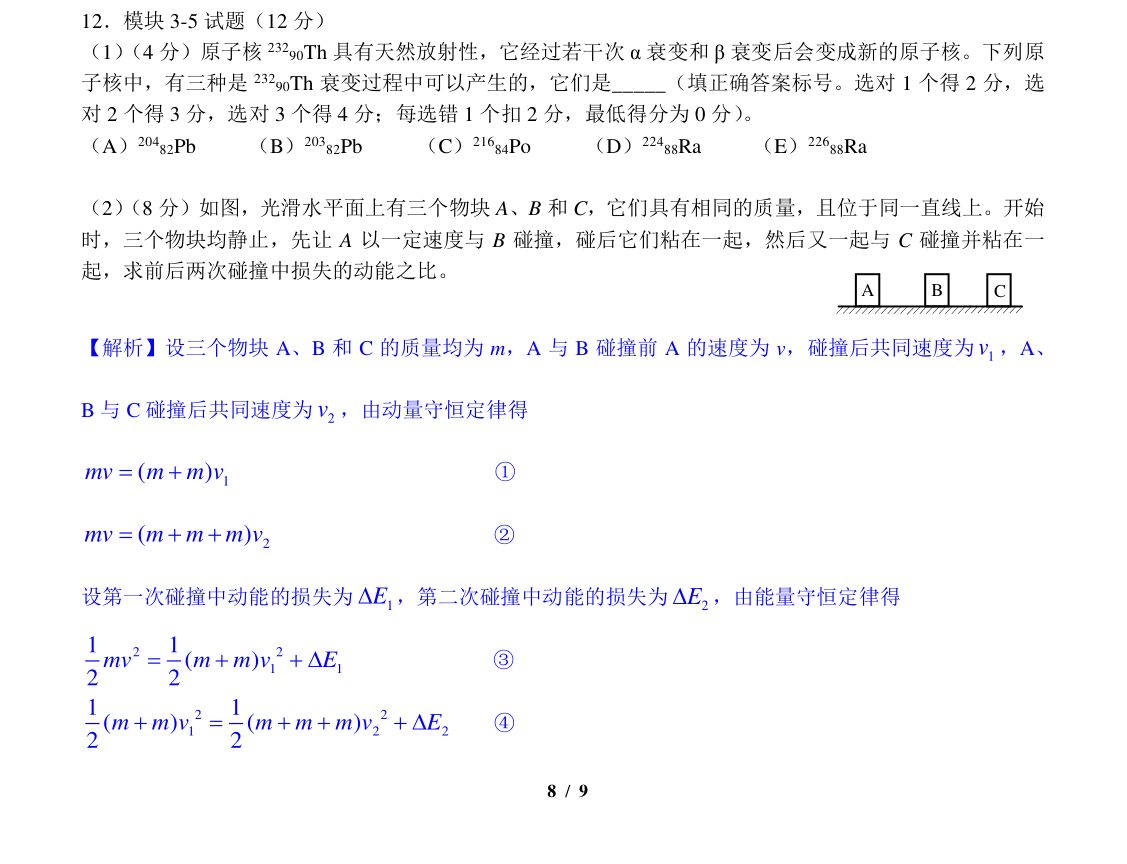 12．模块 3-5 试题（12 分）
（1）（4 分）原子核 ²³²₉₀Th 具有天然放射性，它经过若干次 α 衰变和 β 衰变后会变成新的原子核。下列原
子核中，有三种是 ²³²₉₀Th 衰变过程中可以产生的，它们是_____（填正确答案标号。选对 1 个得 2 分，选
对 2 个得 3 分，选对 3 个得 4 分；每选错 1 个扣 2 分，最低得分为 0 分）。
（A）²⁰⁴₈₂Pb （B）²⁰³₈₂Pb （C）²¹⁶₈₄Po （D）²²⁴₈₈Ra （E）²²⁶₈₈Ra
（2）（8 分）如图，光滑水平面上有三个物块 A、B 和 C，它们具有相同的质量，且位于同一直线上。开始
时，三个物块均静止，先让 A 以一定速度与 B 碰撞，碰后它们粘在一起，然后又一起与 C 碰撞并粘在一
起，求前后两次碰撞中损失的动能之比。
A B C
【解析】设三个物块 A、B 和 C 的质量均为 m，A 与 B 碰撞前 A 的速度为 v，碰撞后共同速度为 v₁，A、
B 与 C 碰撞后共同速度为 v₂，由动量守恒定律得
mv = (m + m)v₁ ①
mv = (m + m + m)v₂ ②
设第一次碰撞中动能的损失为 ΔE₁，第二次碰撞中动能的损失为 ΔE₂，由能量守恒定律得
1/2 mv² = 1/2 (m + m)v₁² + ΔE₁ ③
1/2 (m + m)v₁² = 1/2 (m + m + m)v₂² + ΔE₂ ④
8 / 9